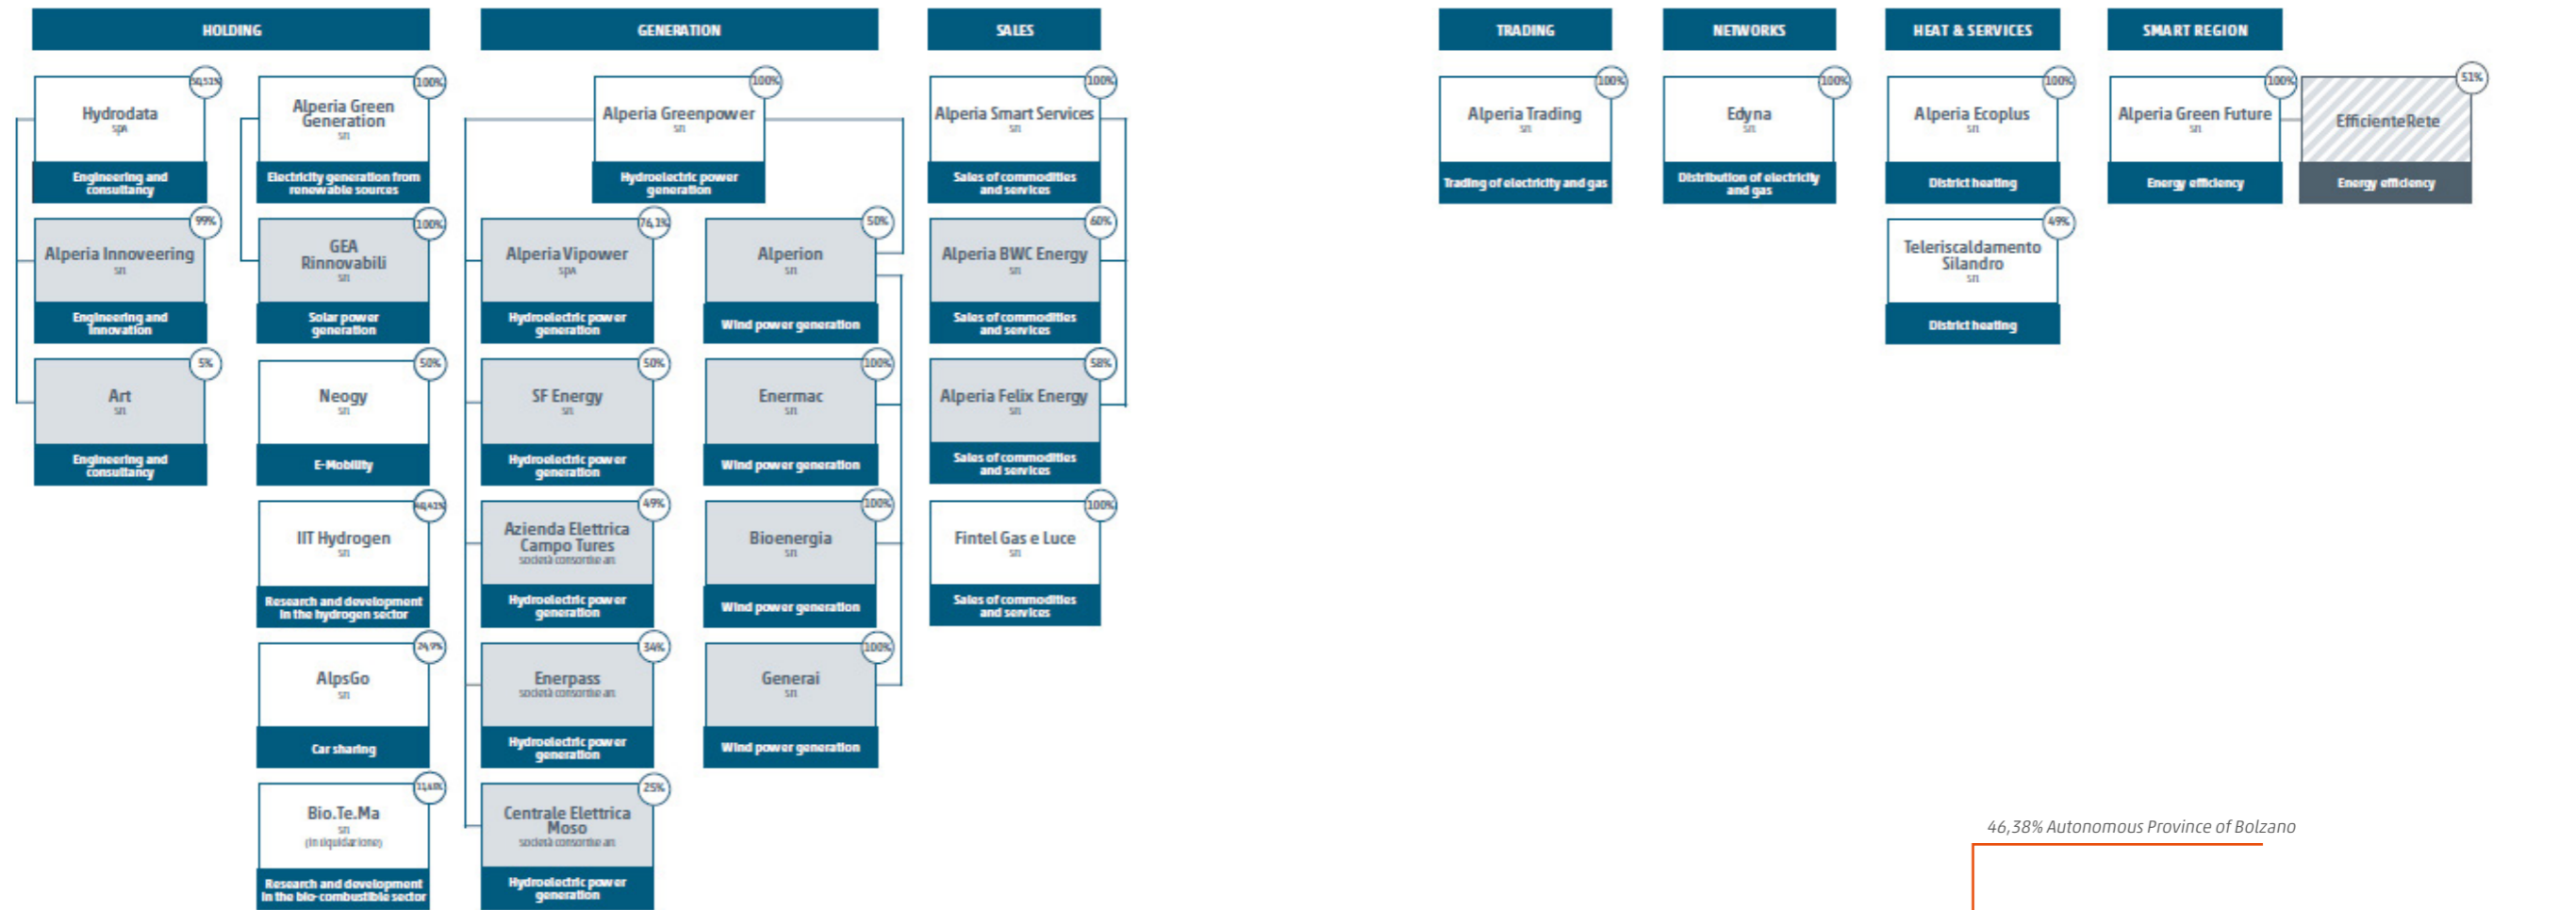 HOLDING
GENERATION
SALES
TRADING
NETWORKS
HEAT & SERVICES
SMART REGION
Hydrodata
spa
Engineering and
consultancy
99%
Alperia Innoveering
srl
Engineering and
Innovation
5%
Art
srl
Engineering and
consultancy
100%
Alperia Green
Generation
srl
Electricity generation from
renewable sources
100%
GEA
Rinnovabili
srl
Solar power
generation
50%
Neogy
srl
E-Mobility
IIT Hydrogen
srl
Research and development
in the hydrogen sector
AlpsGo
srl
Car sharing
Bio.Te.Ma
srl
(in liquidazione)
Research and development
in the bio-combustible sector
100%
Alperia Greenpower
srl
Hydroelectric power
generation
76,1%
Alperia Vipower
spa
Hydroelectric power
generation
50%
SF Energy
srl
Hydroelectric power
generation
49%
Azienda Elettrica
Campo Tures
società consortile
Hydroelectric power
generation
34%
Enerpass
società consortile
Hydroelectric power
generation
25%
Centrale Elettrica
Moso
società consortile
Hydroelectric power
generation
50%
Alperion
srl
Wind power generation
100%
Enermac
srl
Wind power generation
100%
Bioenergia
srl
Wind power generation
100%
Generai
srl
Wind power generation
100%
Alperia Smart Services
srl
Sales of commodities
and services
60%
Alperia BWC Energy
srl
Sales of commodities
and services
58%
Alperia Felix Energy
srl
Sales of commodities
and services
100%
Fintel Gas e Luce
srl
Sales of commodities
and services
100%
Alperia Trading
srl
Trading of electricity and gas
100%
Edyna
srl
Distribution of electricity
and gas
100%
Alperia Ecoplus
srl
District heating
49%
Teleriscaldamento
Silandro
srl
District heating
100%
Alperia Green Future
srl
Energy efficiency
51%
EfficienteRete
Energy efficiency
46,38% Autonomous Province of Bolzano